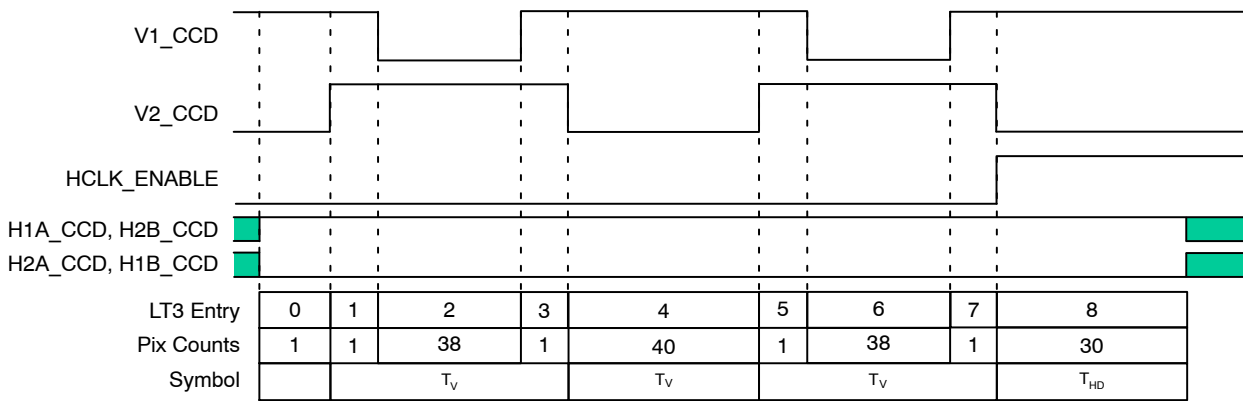 V1_CCD
V2_CCD
HCLK_ENABLE
H1A_CCD, H2B_CCD
H2A_CCD, H1B_CCD
LT3 Entry 0 1 2 3 4 5 6 7 8
Pix Counts 1 1 38 1 40 1 38 1 30
Symbol TV TV TV THD